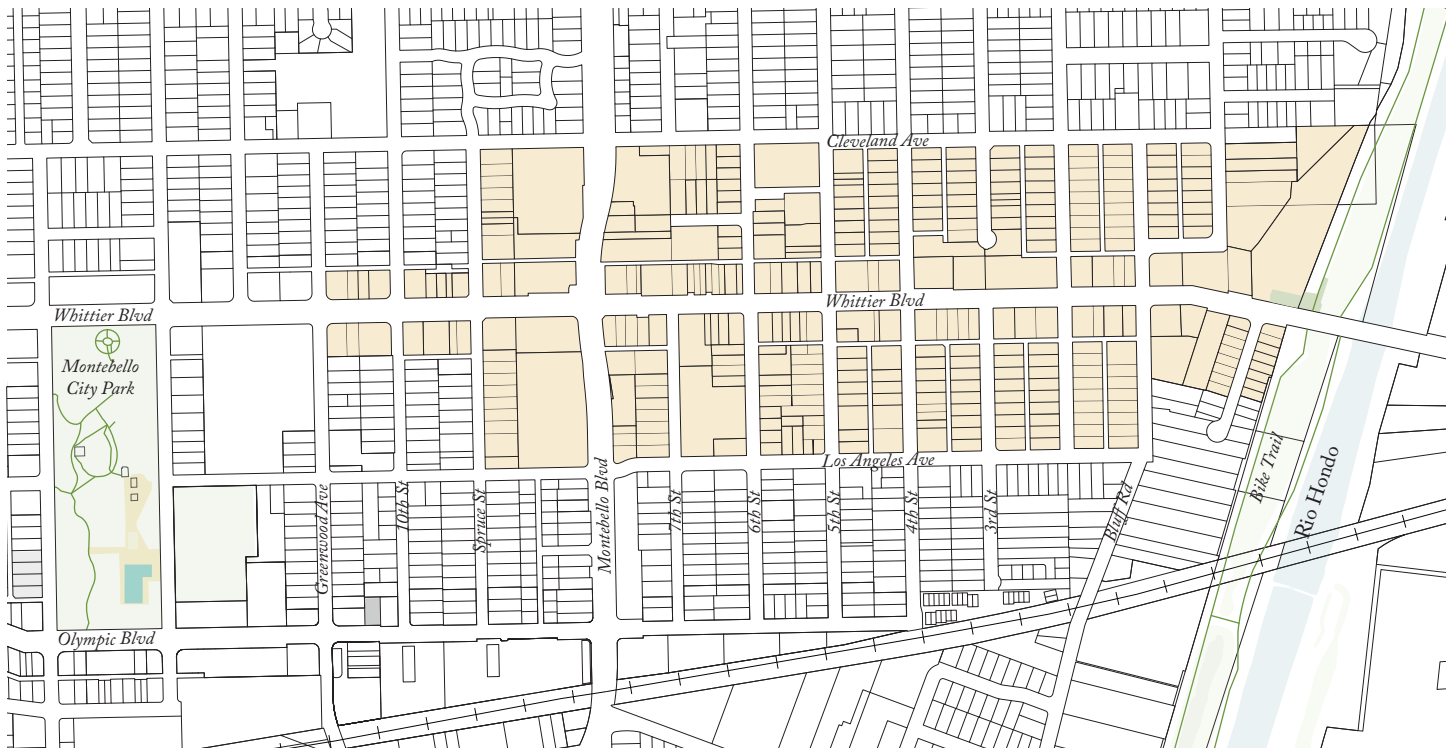 Cleveland Ave
Whittier Blvd
Whittier Blvd
Montebello
City Park
Los Angeles Ave
Greenwood Ave
10th St
Spruce St
Montebello Blvd
7th St
6th St
5th St
4th St
3rd St
Bluff Rd
Bike Trail
Rio Hondo
Olympic Blvd